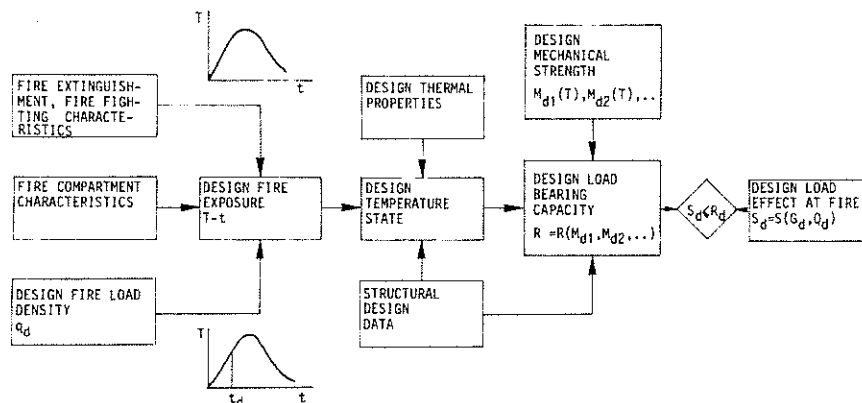 T
t
FIRE EXTINGUISH-
MENT, FIRE FIGH-
TING CHARACTE-
RISTICS
FIRE COMPARTMENT
CHARACTERISTICS
DESIGN FIRE LOAD
DENSITY
q_d
DESIGN FIRE
EXPOSURE
T-t
T
t_d
t
DESIGN THERMAL
PROPERTIES
DESIGN
TEMPERATURE
STATE
STRUCTURAL
DESIGN
DATA
DESIGN
MECHANICAL
STRENGTH
M_d1(T),M_d2(T),..
DESIGN LOAD
BEARING
CAPACITY
R =R(M_d1,M_d2,..)
S_d⩽R_d
DESIGN LOAD
EFFECT AT FIRE
S_d=S(G_d,Q_d)